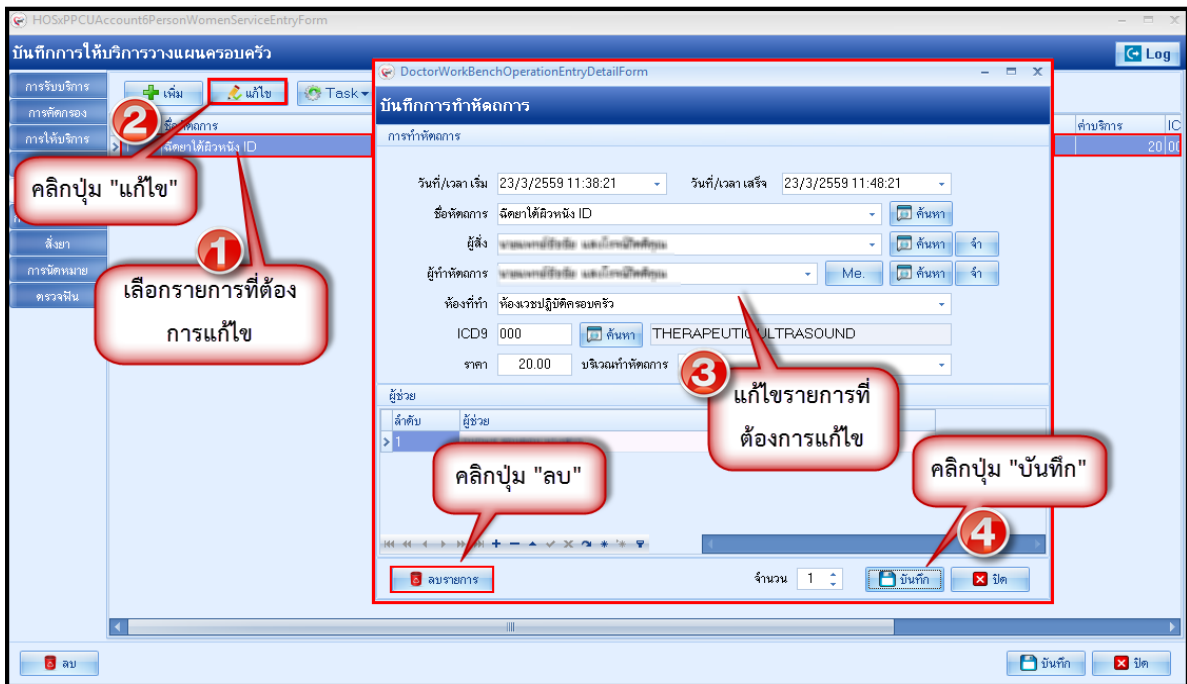 HOSxPPCUAccount6PersonWomenServiceEntryForm
บันทึกการให้บริการวางแผนครอบครัว
Log
การรับบริการ
การคัดกรอง
การให้บริการ
สั่งยา
การนัดหมาย
ตรวจฟัน
เพิ่ม
แก้ไข
Task
ชื่อหัตถการ
ค่าบริการ
IC
1 ฉีดยาใต้ผิวหนัง ID
20 00
2
คลิกปุ่ม "แก้ไข"
1
เลือกรายการที่ต้อง
การแก้ไข
DoctorWorkBenchOperationEntryDetailForm
บันทึกการทำหัตถการ
การทำหัตถการ
วันที่/เวลา เริ่ม 23/3/2559 11:38:21 วันที่/เวลา เสร็จ 23/3/2559 11:48:21
ชื่อหัตถการ ฉีดยาใต้ผิวหนัง ID ค้นหา
ผู้สั่ง ค้นหา จำ
ผู้ทำหัตถการ Me. ค้นหา จำ
ห้องที่ทำ ห้องเวชปฏิบัติครอบครัว
ICD9 000 ค้นหา THERAPEUTIC ULTRASOUND
ราคา 20.00 บริเวณทำหัตถการ
3
แก้ไขรายการที่
ต้องการแก้ไข
ผู้ช่วย
ลำดับ ผู้ช่วย
1
คลิกปุ่ม "ลบ"
คลิกปุ่ม "บันทึก"
4
ลบรายการ
จำนวน 1
บันทึก
ปิด
ลบ
บันทึก
ปิด